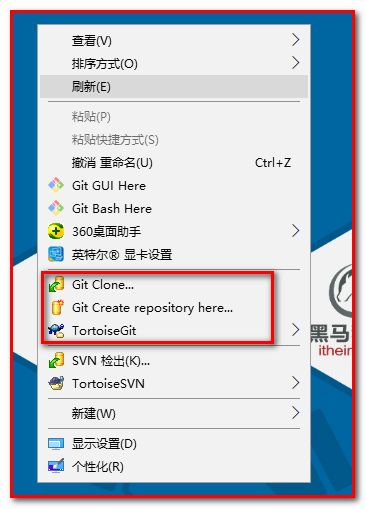 查看(V)
排序方式(O)
刷新(E)
粘贴(P)
粘贴快捷方式(S)
撤消 重命名(U) Ctrl+Z
Git GUI Here
Git Bash Here
360桌面助手
英特尔® 显卡设置
Git Clone...
Git Create repository here...
TortoiseGit
SVN 检出(K)...
TortoiseSVN
新建(W)
显示设置(D)
个性化(R)
黑马
itheim